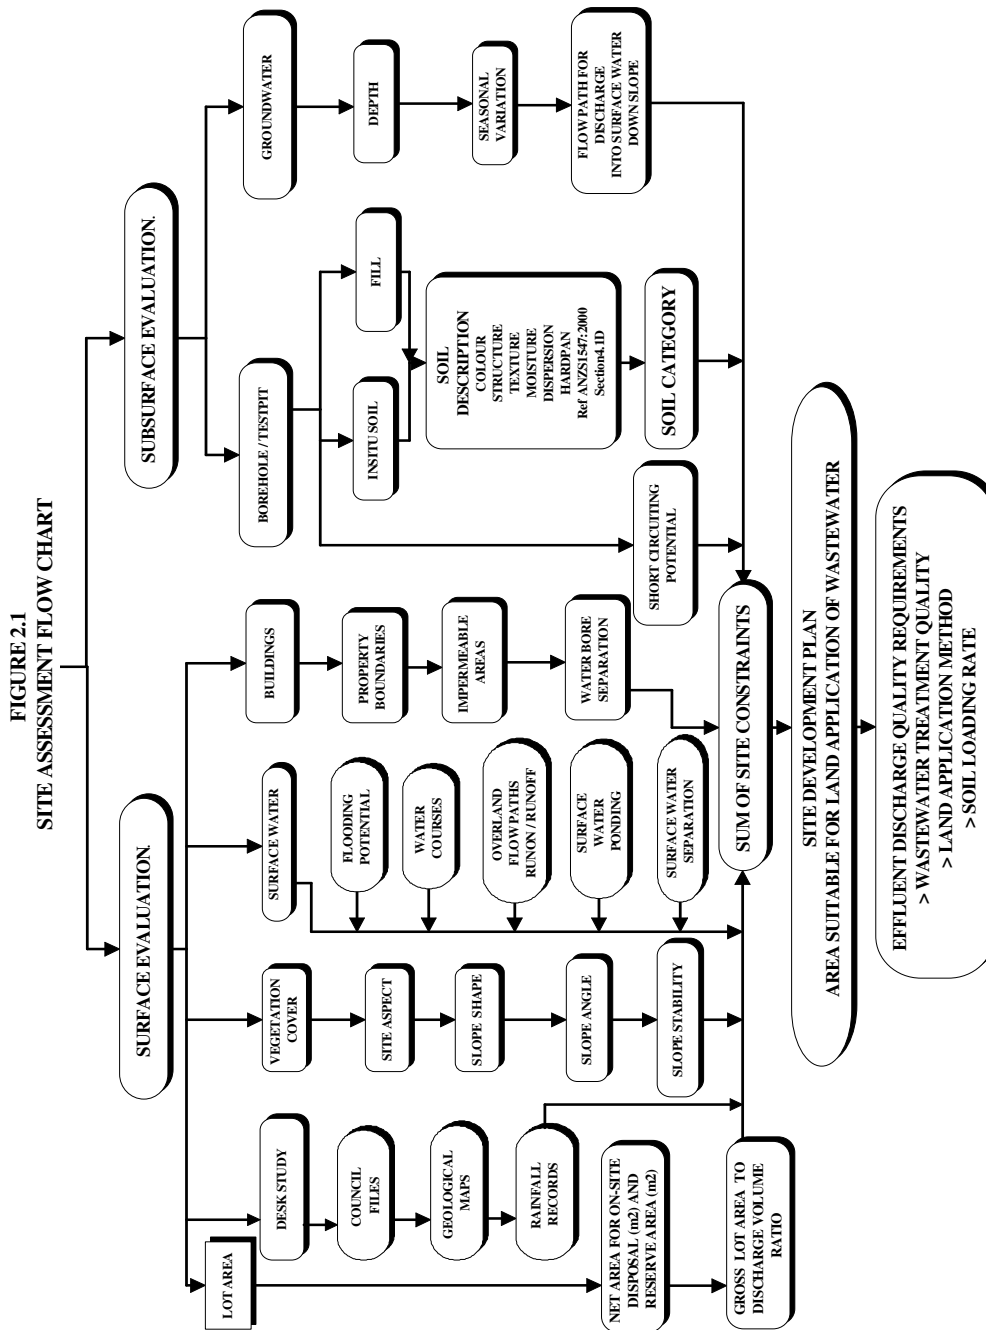 FIGURE 2.1
SITE ASSESSMENT FLOW CHART
SURFACE EVALUATION.
SUBSURFACE EVALUATION.
LOT AREA
NET AREA FOR ON-SITE
DISPOSAL (m2) AND
RESERVE AREA (m2)
GROSS LOT AREA TO
DISCHARGE VOLUME
RATIO
DESK STUDY
COUNCIL
FILES
GEOLOGICAL
MAPS
RAINFALL
RECORDS
VEGETATION
COVER
SITE ASPECT
SLOPE SHAPE
SLOPE ANGLE
SLOPE STABILITY
SURFACE WATER
FLOODING
POTENTIAL
WATER
COURSES
OVERLAND
FLOW PATHS
RUNON / RUNOFF
SURFACE
WATER
PONDING
SURFACE WATER
SEPARATION
BUILDINGS
PROPERTY
BOUNDARIES
IMPERMEABLE
AREAS
WATER BORE
SEPARATION
BOREHOLE / TESTPIT
INSITU SOIL
FILL
SOIL
DESCRIPTION
COLOUR
STRUCTURE
TEXTURE
MOISTURE
DISPERSION
HARDPAN
Ref ANZS1547:2000
Section4.1D
SOIL CATEGORY
SHORT CIRCUITING
POTENTIAL
GROUNDWATER
DEPTH
SEASONAL
VARIATION
FLOW PATH FOR
DISCHARGE
INTO SURFACE WATER
DOWN SLOPE
SUM OF SITE CONSTRAINTS
SITE DEVELOPMENT PLAN
AREA SUITABLE FOR LAND APPLICATION OF WASTEWATER
EFFLUENT DISCHARGE QUALITY REQUIREMENTS
> WASTEWATER TREATMENT QUALITY
> LAND APPLICATION METHOD
> SOIL LOADING RATE